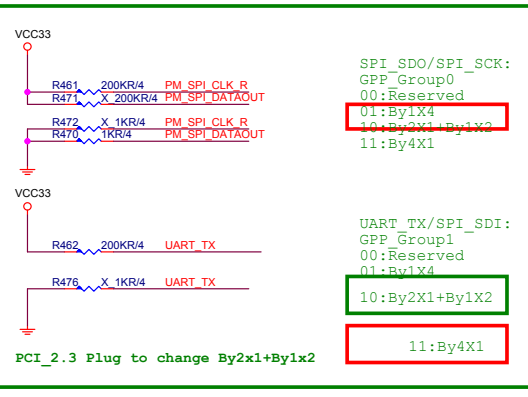 VCC33
R461 200KR/4 PM_SPI_CLK_R
R471 X_200KR/4 PM_SPI_DATAOUT
R472 X_1KR/4 PM_SPI_CLK_R
R470 1KR/4 PM_SPI_DATAOUT
SPI_SDO/SPI_SCK:
GPP_Group0
00:Reserved
01:By1X4
10:By2X1+By1X2
11:By4X1
VCC33
R462 200KR/4 UART_TX
R476 X_1KR/4 UART_TX
UART_TX/SPI_SDI:
GPP_Group1
00:Reserved
01:By1X4
10:By2X1+By1X2
11:By4X1
PCI_2.3 Plug to change By2x1+By1x2